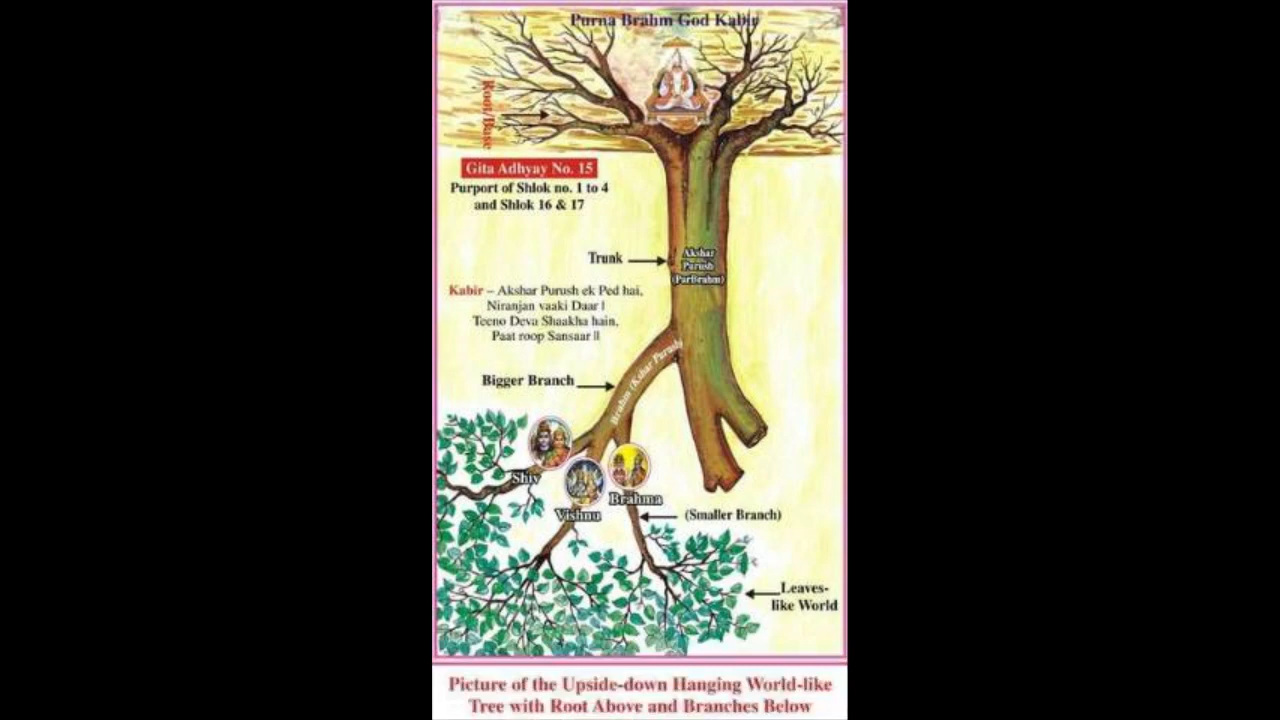 Purna Brahm God Kabir
Root/Base
Gita Adhyay No. 15
Purport of Shlok no. 1 to 4
and Shlok 16 & 17
Trunk
Akshar
Purush
(ParBrahm)
Kabir – Akshar Purush ek Ped hai,
Niranjan vaaki Daar |
Teeno Deva Shaakha hain,
Paat roop Sansaar ||
Brahm (Kshar Purush)
Bigger Branch
Shiv
Vishnu
Brahma
(Smaller Branch)
Leaves-
like World
Picture of the Upside-down Hanging World-like
Tree with Root Above and Branches Below